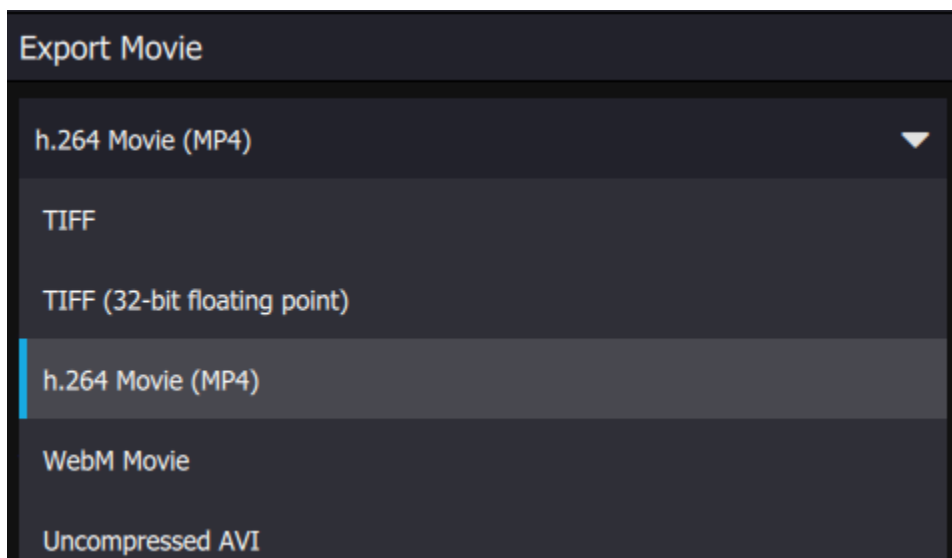 Export Movie
h.264 Movie (MP4)
TIFF
TIFF (32-bit floating point)
h.264 Movie (MP4)
WebM Movie
Uncompressed AVI